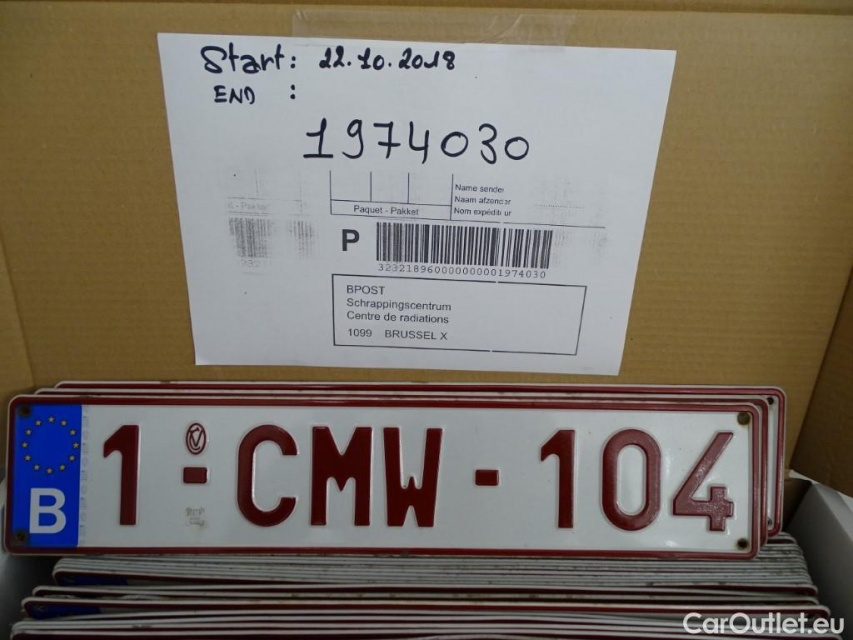 Start: 22.10.2018
END :
1974030
Name sender
Naam afzender
Paquet - Pakket
Nom expéditeur
P
323218960000000001974030
BPOST
Schrappingscentrum
Centre de radiations
1099 BRUSSEL X
B
1-CMW-104
CarOutlet.eu